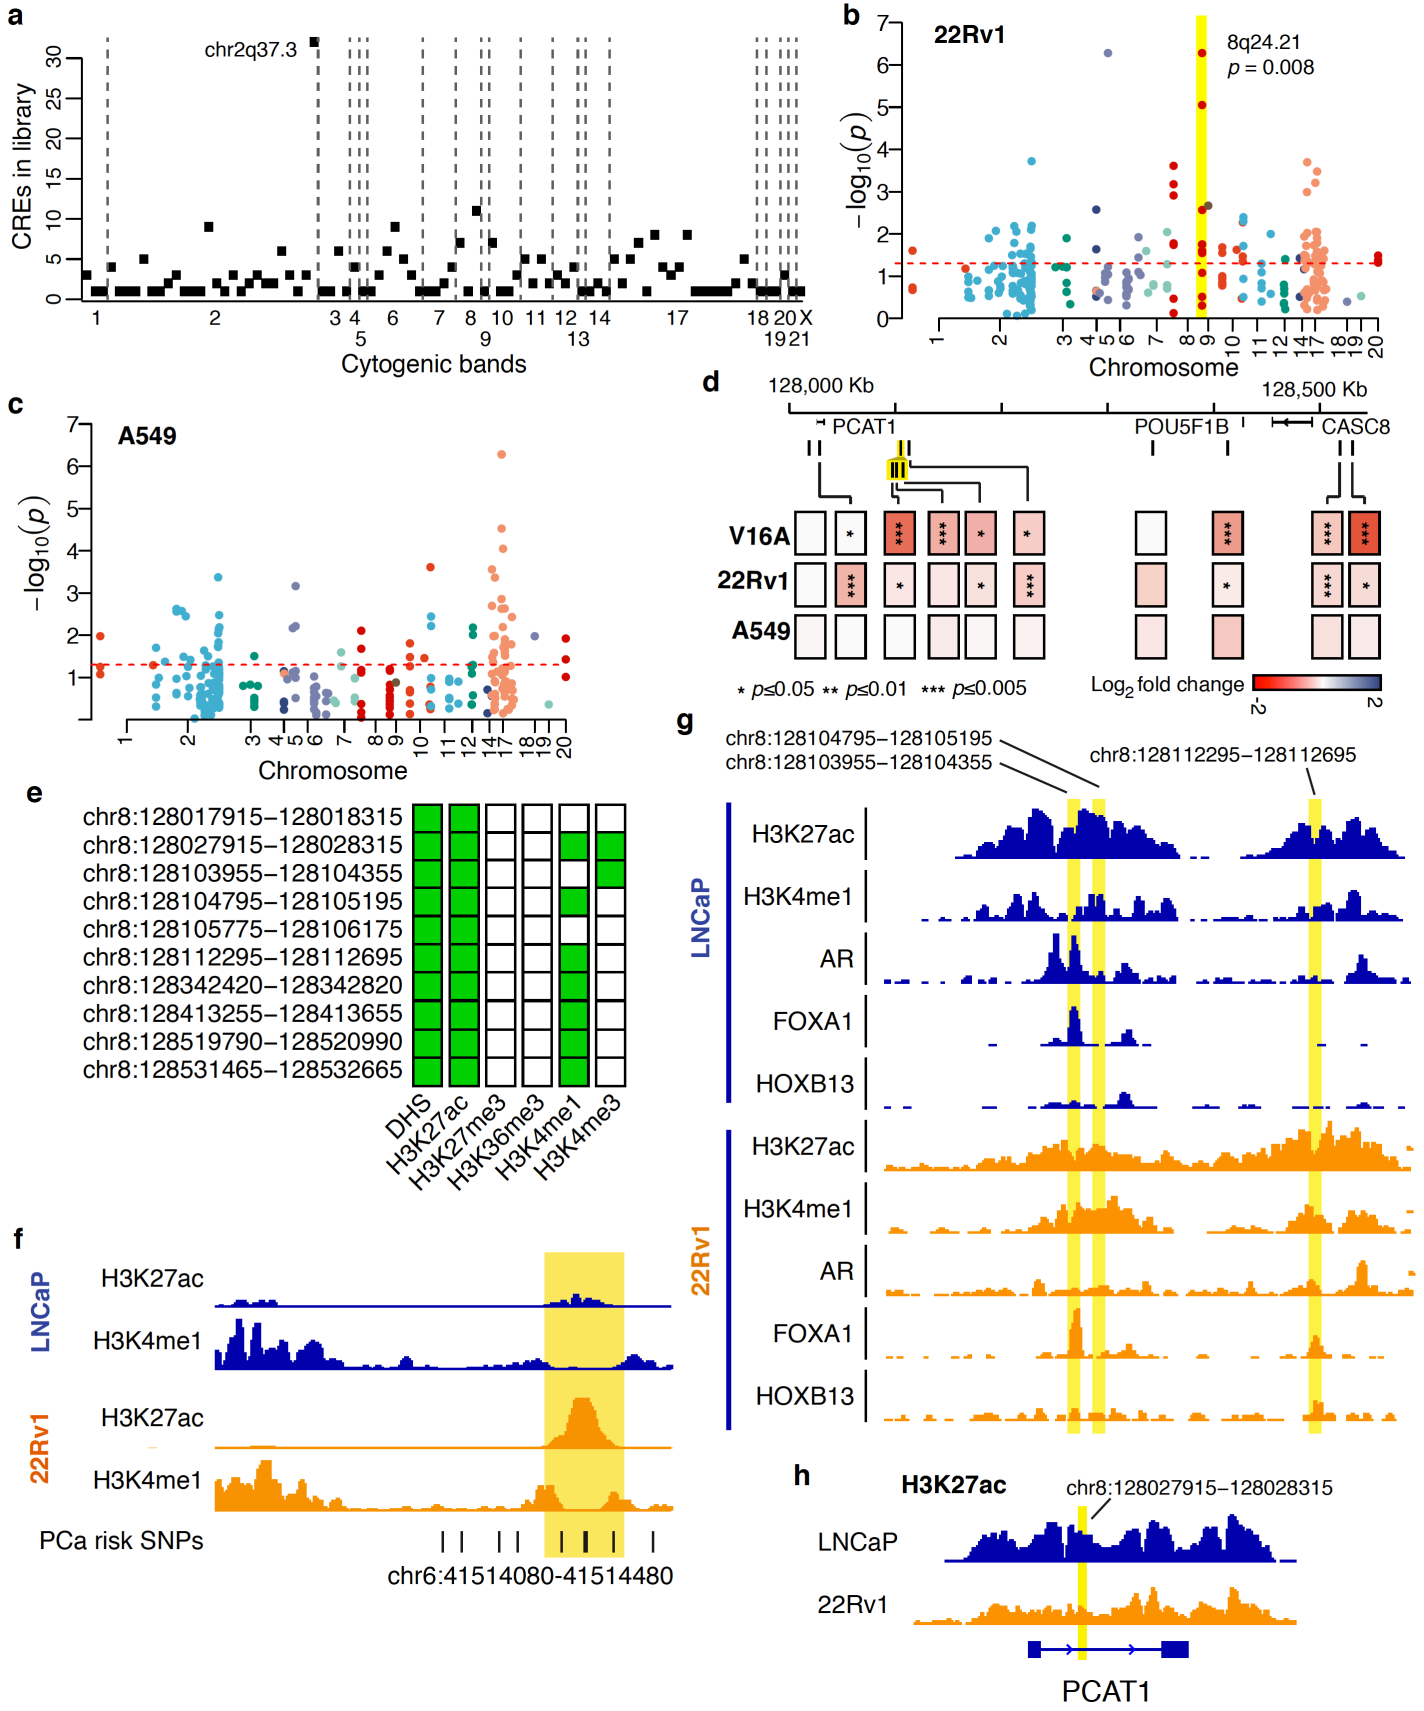 a
chr2q37.3
CREs in library
30
25
20
15
10
5
0
1 2 3 4 6 7 8 10 11 12 14 17 18 20 X
5 9 13 19 21
Cytogenic bands
b
22Rv1
8q24.21
p = 0.008
−log10(p)
7
6
5
4
3
2
1
0
1 2 3 4 5 6 7 8 9 10 11 12 14 17 18 19 20
Chromosome
c
A549
−log10(p)
7
6
5
4
3
2
1
1 2 3 4 5 6 7 8 9 10 11 12 14 17 18 19 20
Chromosome
d
128,000 Kb
128,500 Kb
PCAT1 POU5F1B CASC8
V16A * *** *** * * *** *** ***
22Rv1 *** * * *** * *** *
A549
* p≤0.05 ** p≤0.01 *** p≤0.005
Log2 fold change
-2 2
e
chr8:128017915−128018315
chr8:128027915−128028315
chr8:128103955−128104355
chr8:128104795−128105195
chr8:128105775−128106175
chr8:128112295−128112695
chr8:128342420−128342820
chr8:128413255−128413655
chr8:128519790−128520990
chr8:128531465−128532665
DHS
H3K27ac
H3K27me3
H3K36me3
H3K4me1
H3K4me3
f
LNCaP
H3K27ac
H3K4me1
22Rv1
H3K27ac
H3K4me1
PCa risk SNPs
chr6:41514080-41514480
g
chr8:128104795−128105195
chr8:128103955−128104355
chr8:128112295−128112695
LNCaP
H3K27ac
H3K4me1
AR
FOXA1
HOXB13
22Rv1
H3K27ac
H3K4me1
AR
FOXA1
HOXB13
h
H3K27ac
chr8:128027915−128028315
LNCaP
22Rv1
PCAT1